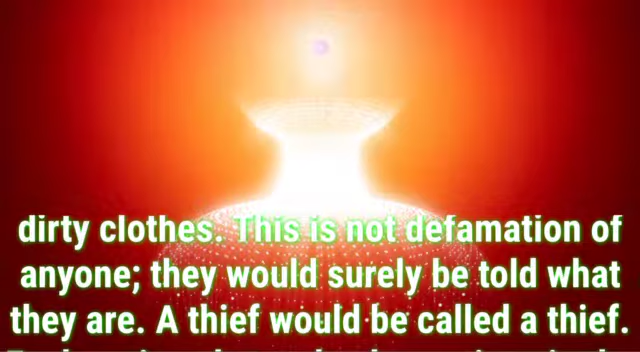 dirty clothes. This is not defamation of
anyone; they would surely be told what
they are. A thief would be called a thief.